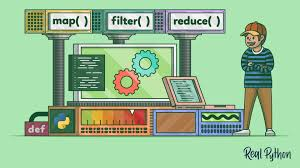 map( )
filter( )
reduce( )
def
Real Python